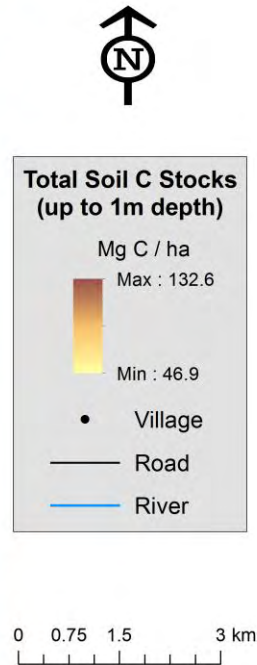 N
Total Soil C Stocks
(up to 1m depth)
Mg C / ha
Max : 132.6
Min : 46.9
Village
Road
River
0 0.75 1.5 3 km